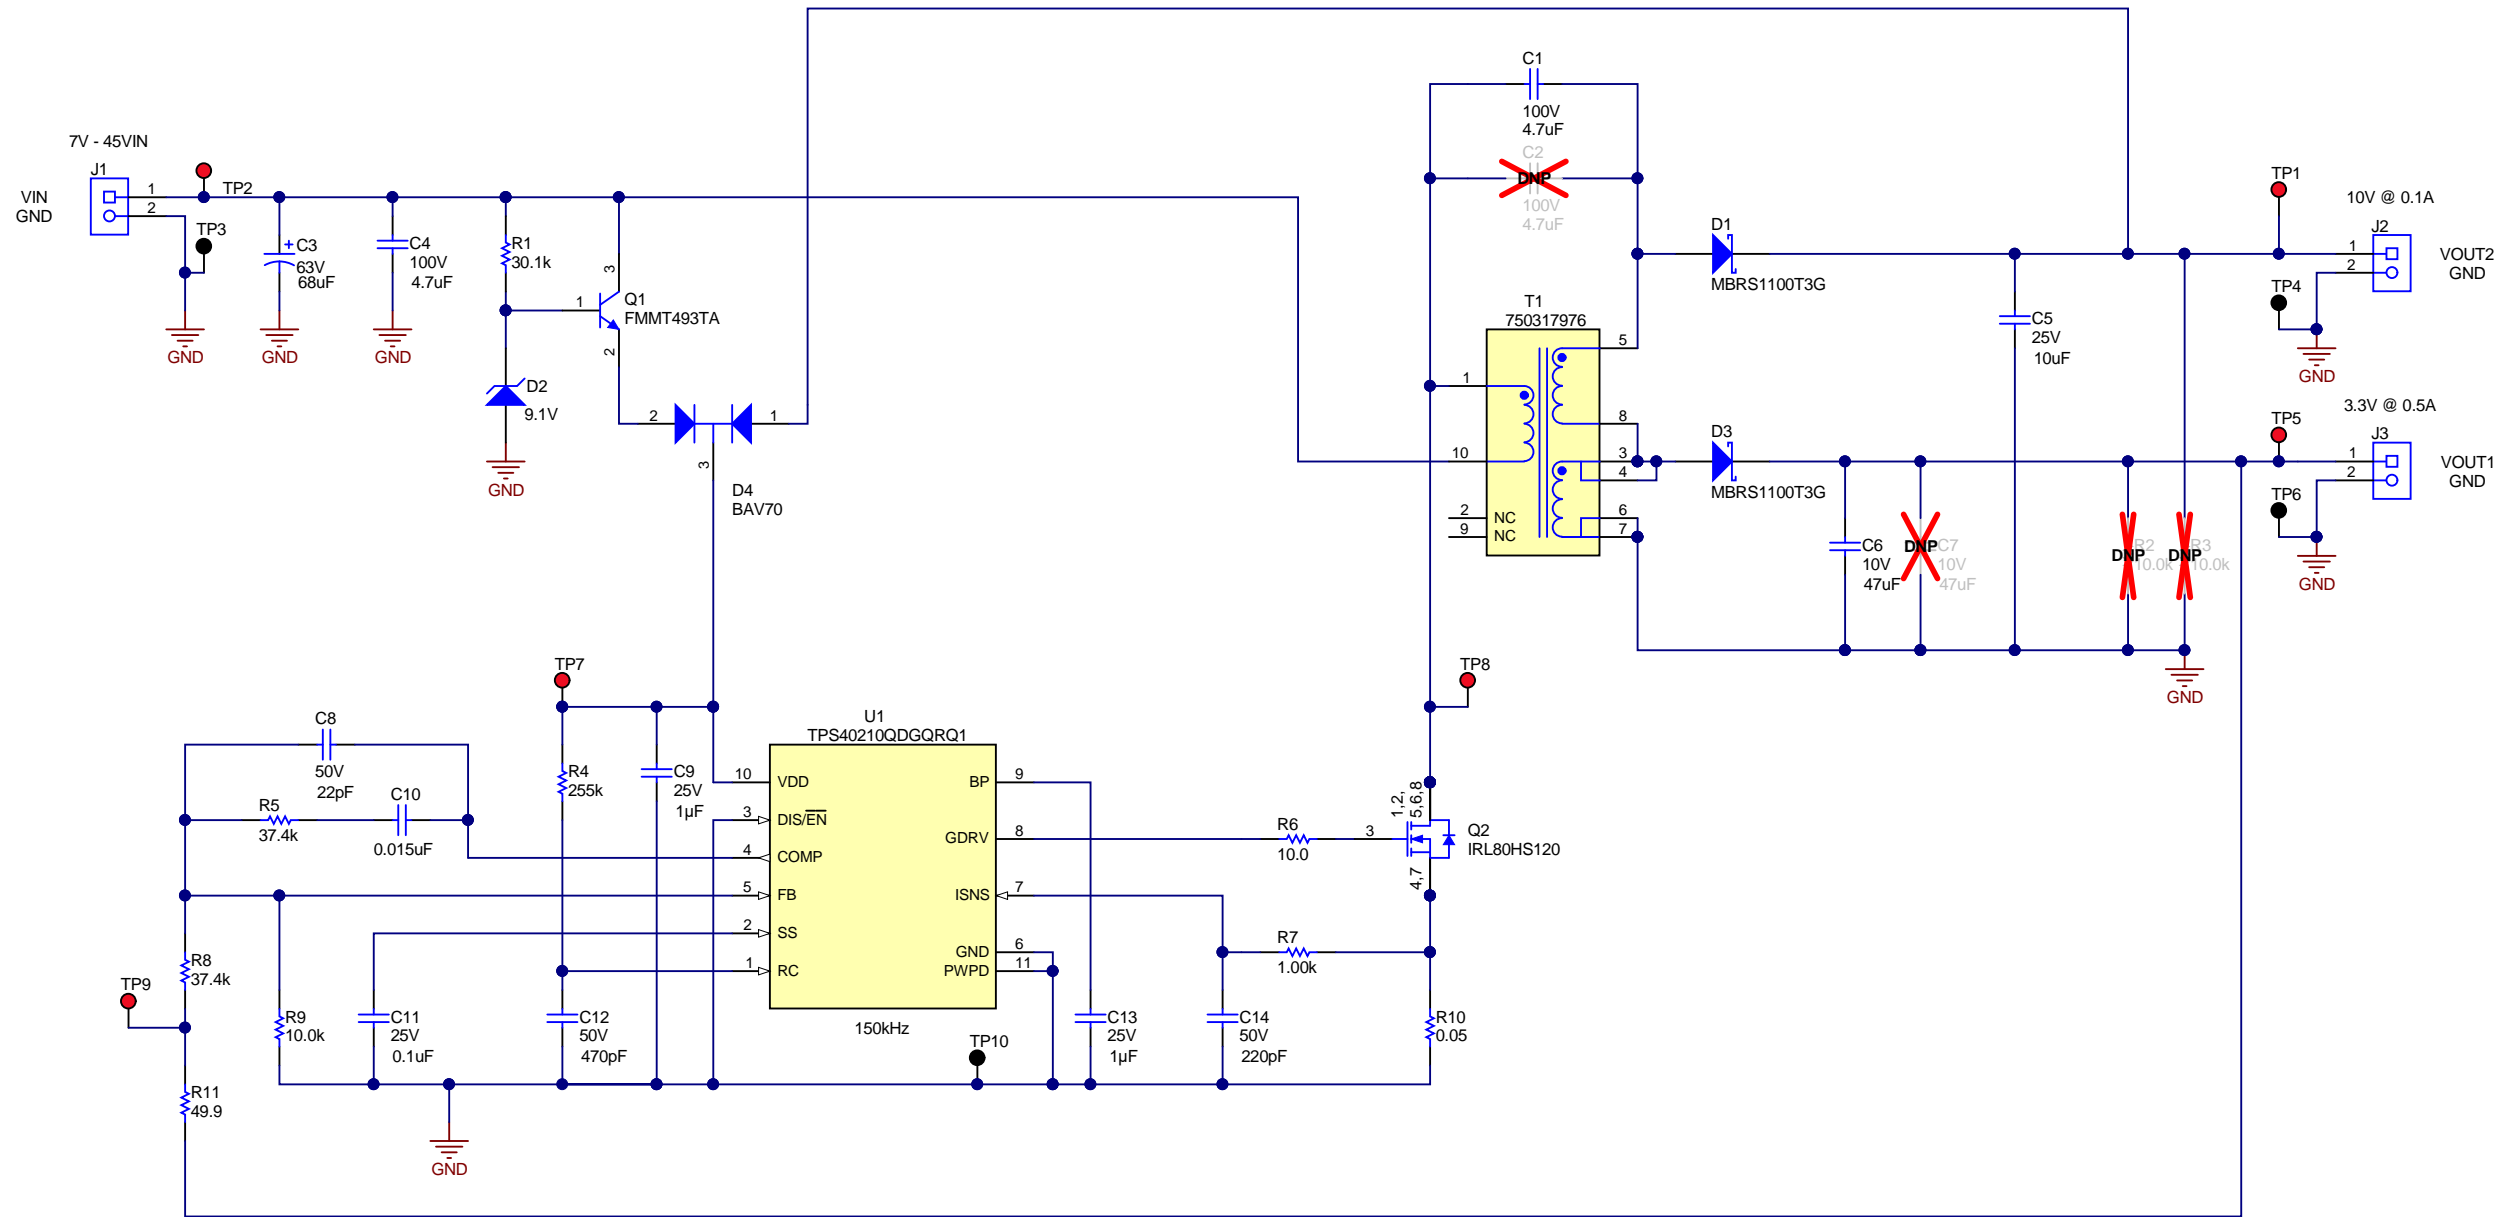 7V - 45VIN
J1
VIN
GND
1
2
TP2
TP3
GND
+
C3
63V
68uF
GND
C4
100V
4.7uF
GND
R1
30.1k
3
1
Q1
FMMT493TA
2
D2
9.1V
GND
2
1
3
D4
BAV70
C1
100V
4.7uF
C2
DNP
100V
4.7uF
D1
MBRS1100T3G
T1
750317976
1
10
2
NC
9
NC
5
8
3
4
6
7
D3
MBRS1100T3G
C5
25V
10uF
C6
10V
47uF
DNP
C7
10V
47uF
R2
DNP
10.0k
R3
DNP
10.0k
GND
TP1
10V @ 0.1A
J2
1
2
VOUT2
GND
TP4
GND
3.3V @ 0.5A
TP5
J3
1
2
VOUT1
GND
TP6
GND
TP7
TP8
C8
50V
22pF
R5
37.4k
C10
0.015uF
R4
255k
C9
25V
1µF
U1
TPS40210QDGQRQ1
10
VDD
3
DIS/EN
4
COMP
5
FB
2
SS
1
RC
BP
9
GDRV
8
ISNS
7
GND
6
PWPD
11
150kHz
R6
10.0
3
1,2,
5,6,8
4,7
Q2
IRL80HS120
R7
1.00k
R8
37.4k
TP9
R9
10.0k
C11
25V
0.1uF
C12
50V
470pF
TP10
C13
25V
1µF
C14
50V
220pF
R10
0.05
R11
49.9
GND